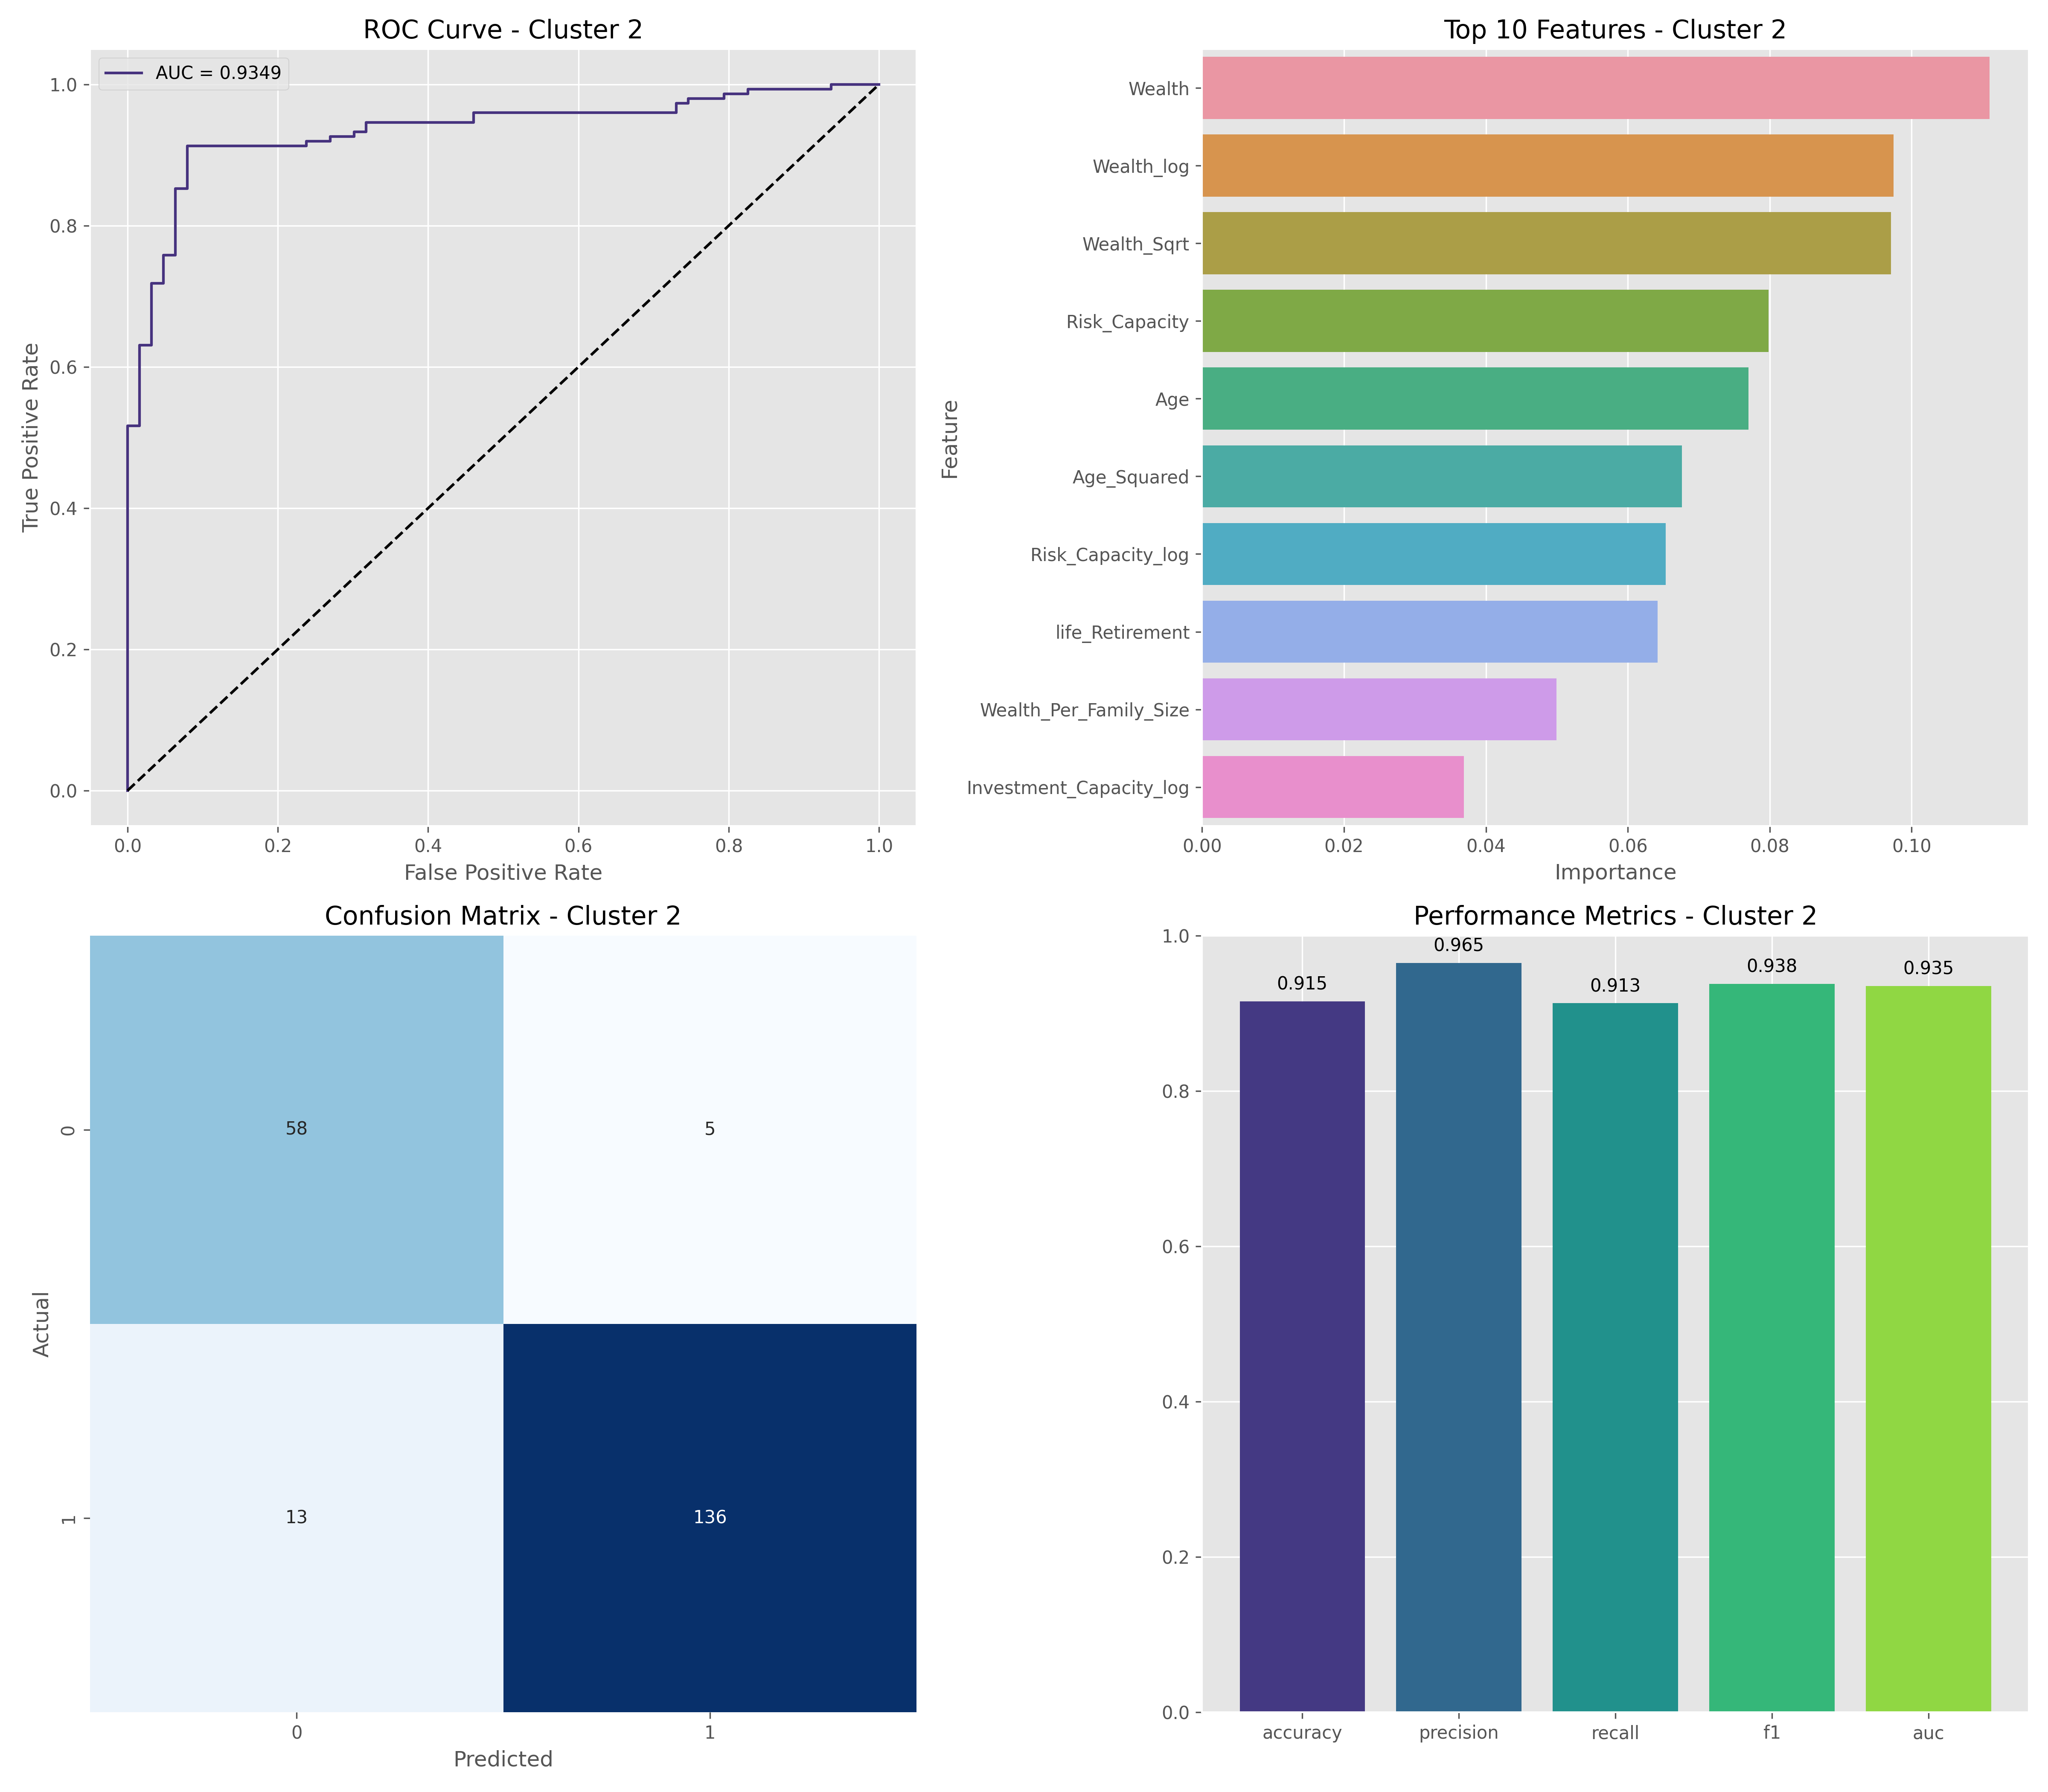 ROC Curve - Cluster 2
AUC = 0.9349
1.0
0.8
0.6
0.4
0.2
0.0
True Positive Rate
0.0 0.2 0.4 0.6 0.8 1.0
False Positive Rate
Top 10 Features - Cluster 2
Feature
Wealth
Wealth_log
Wealth_Sqrt
Risk_Capacity
Age
Age_Squared
Risk_Capacity_log
life_Retirement
Wealth_Per_Family_Size
Investment_Capacity_log
0.00 0.02 0.04 0.06 0.08 0.10
Importance
Confusion Matrix - Cluster 2
Actual
0
58 5
1
13 136
0 1
Predicted
Performance Metrics - Cluster 2
1.0
0.8
0.6
0.4
0.2
0.0
0.915 0.965 0.913 0.938 0.935
accuracy precision recall f1 auc